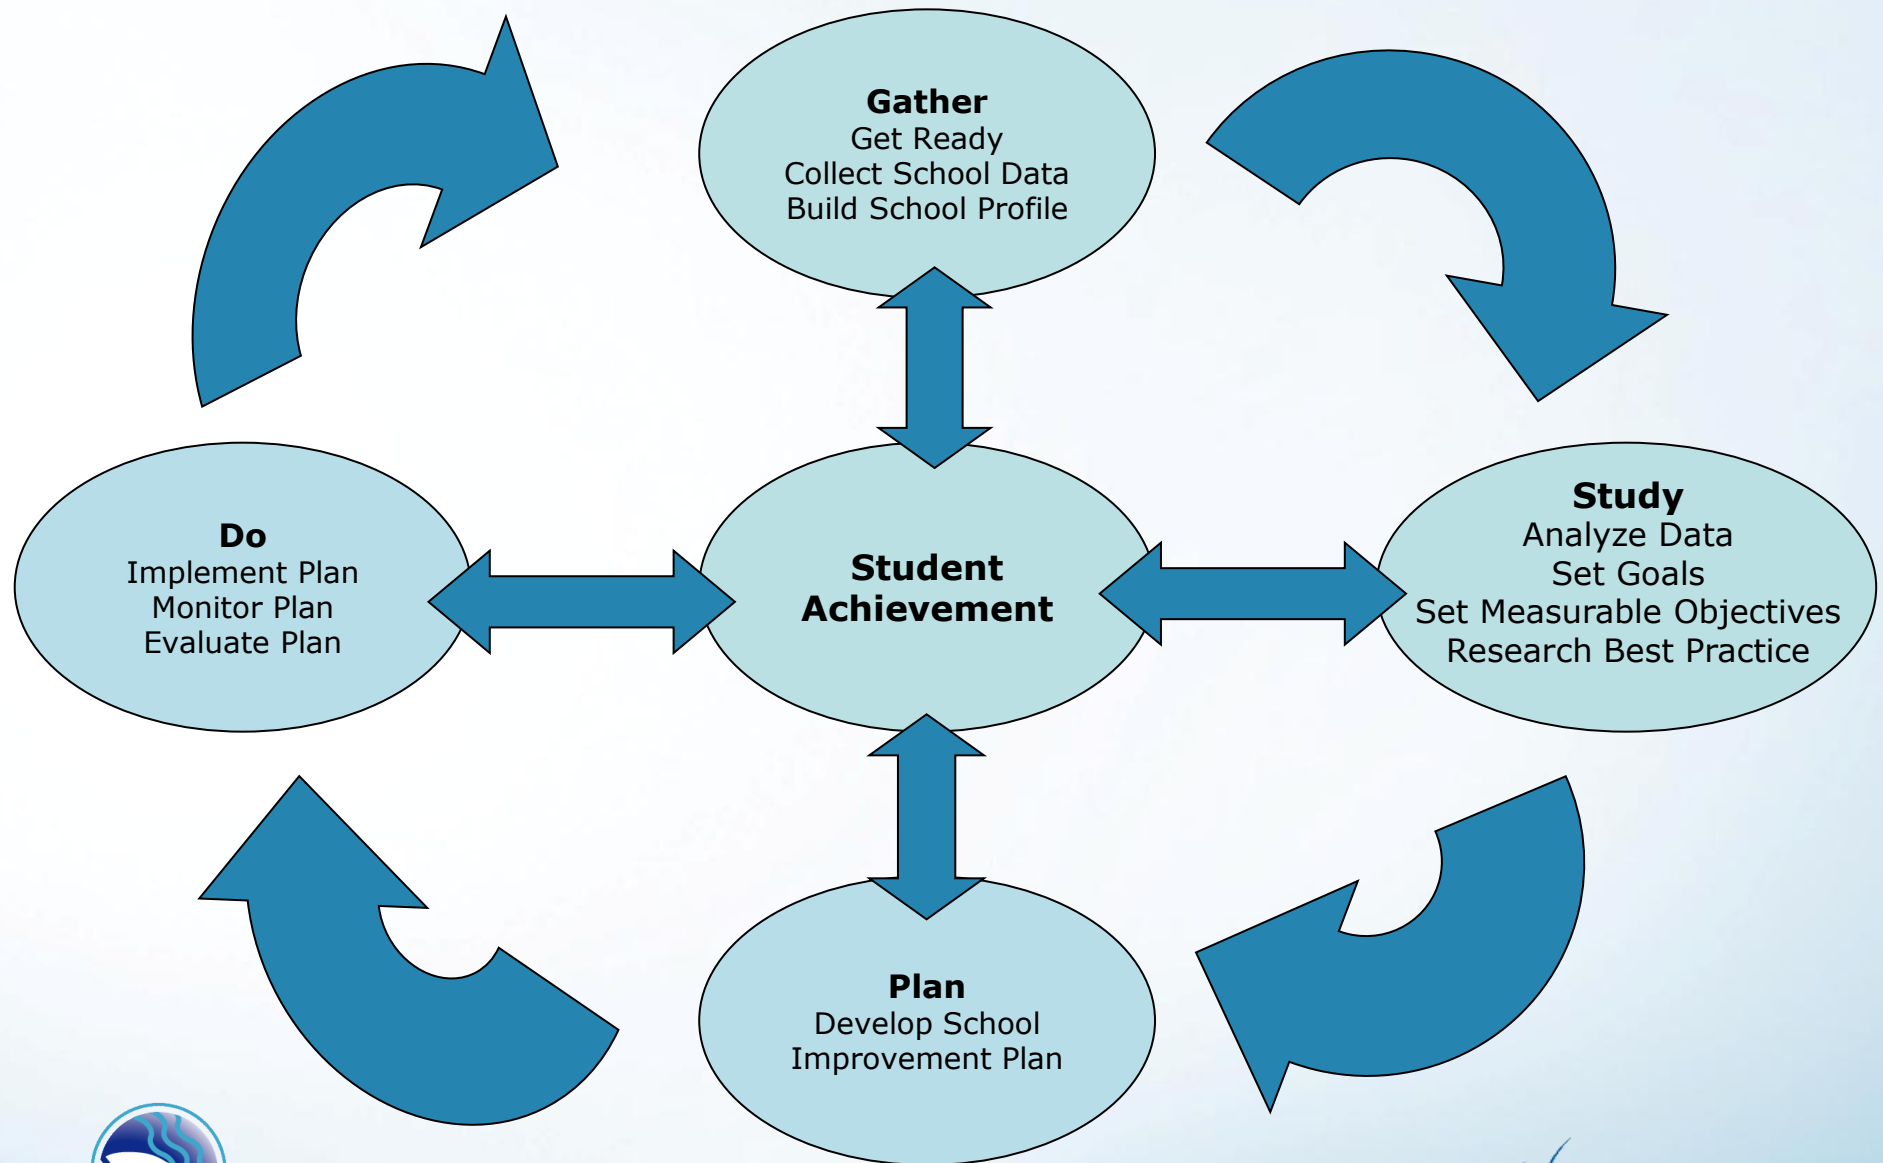 Gather
Get Ready
Collect School Data
Build School Profile
Do
Implement Plan
Monitor Plan
Evaluate Plan
Student
Achievement
Study
Analyze Data
Set Goals
Set Measurable Objectives
Research Best Practice
Plan
Develop School
Improvement Plan